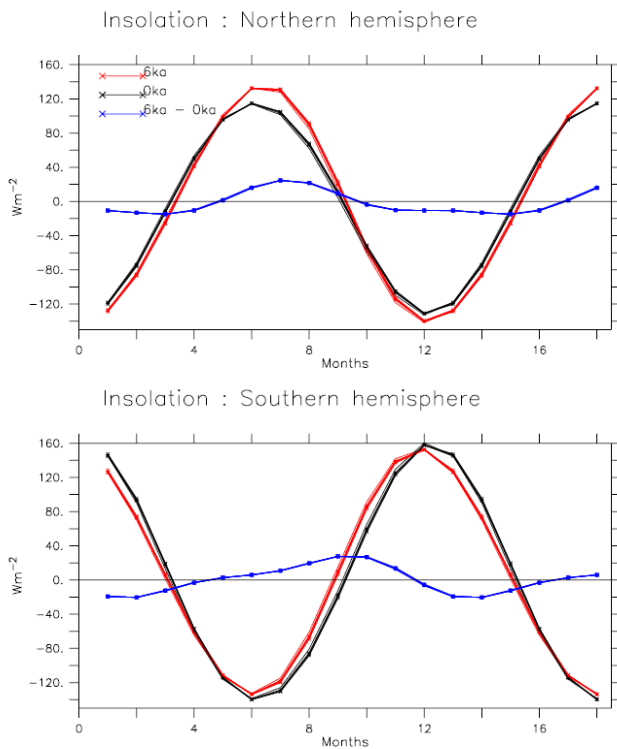 Insolation : Northern hemisphere
160.
120.
80.
40.
0.
-40.
-80.
-120.
Wm-2
6ka
0ka
6ka - 0ka
0 4 8 12 16
Months
Insolation : Southern hemisphere
160.
120.
80.
40.
0.
-40.
-80.
-120.
Wm-2
0 4 8 12 16
Months